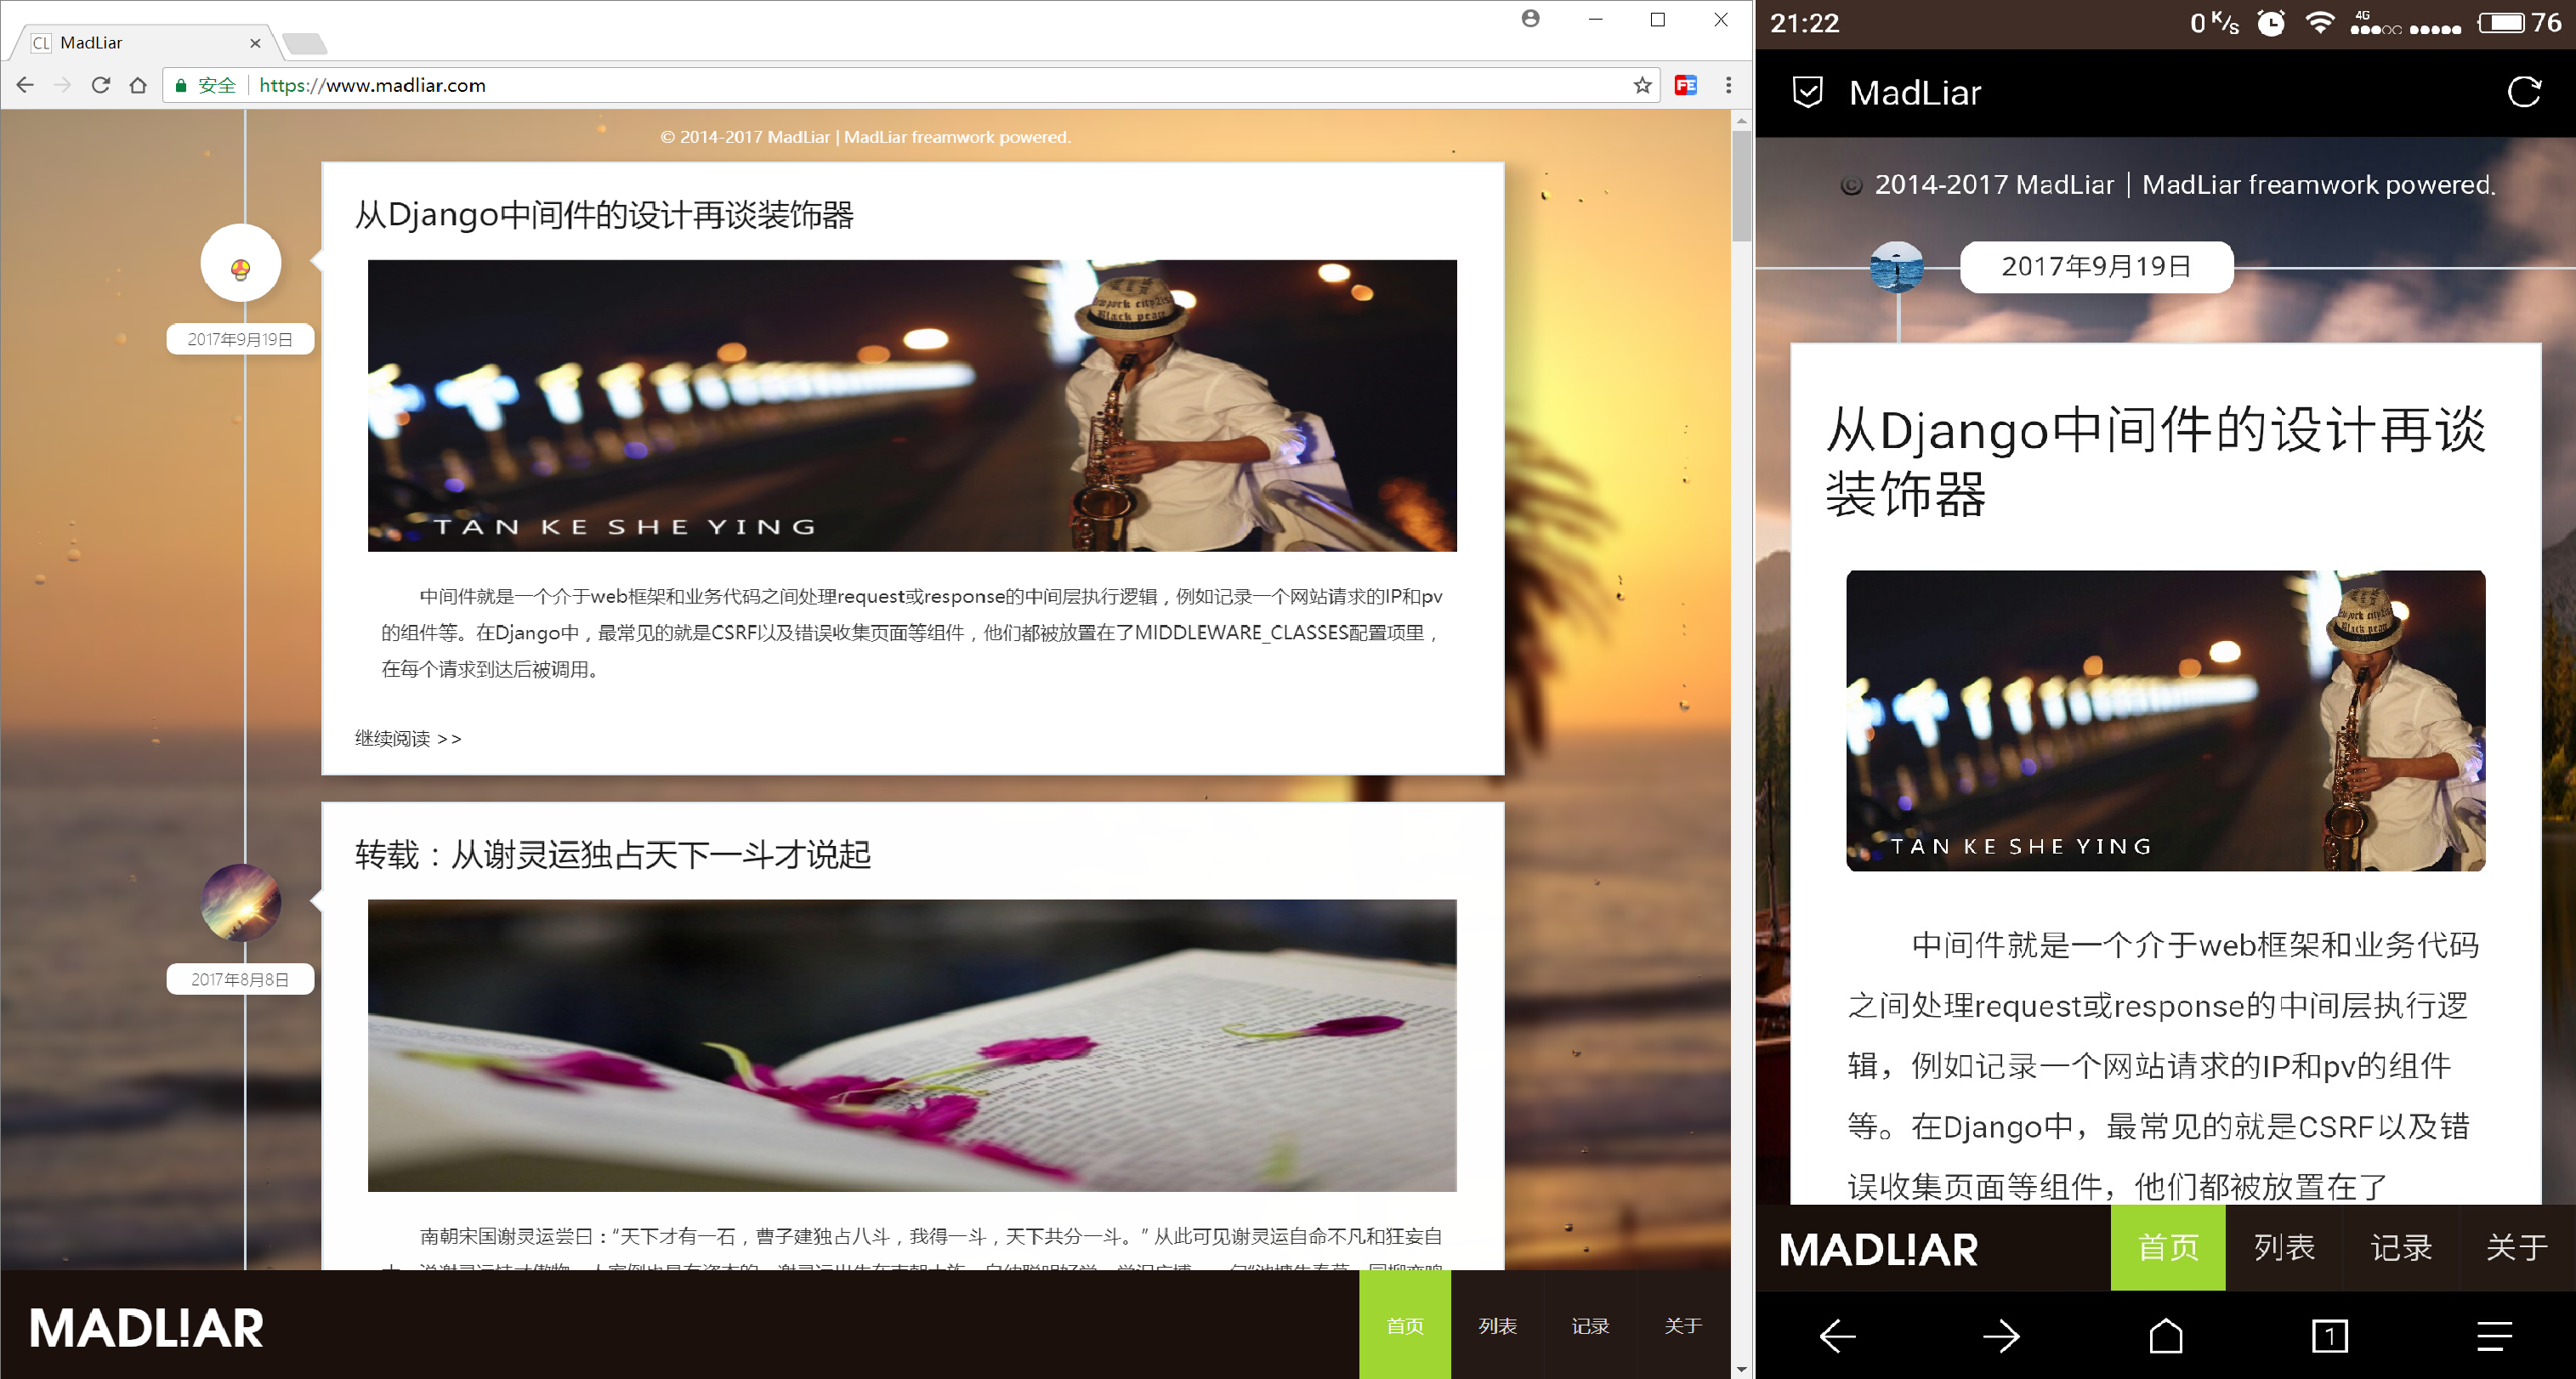 CL MadLiar
安全 https://www.madliar.com
© 2014-2017 MadLiar | MadLiar freamwork powered.
从Django中间件的设计再谈装饰器
2017年9月19日
TAN KE SHE YING
中间件就是一个介于web框架和业务代码之间处理request或response的中间层执行逻辑，例如记录一个网站请求的IP和pv
的组件等。在Django中，最常见的就是CSRF以及错误收集页面等组件，他们都被放置在了MIDDLEWARE_CLASSES配置项里，
在每个请求到达后被调用。
继续阅读 >>
转载：从谢灵运独占天下一斗才说起
2017年8月8日
南朝宋国谢灵运尝曰：“天下才有一石，曹子建独占八斗，我得一斗，天下共分一斗。” 从此可见谢灵运自命不凡和狂妄自
MADL!AR
首页 列表 记录 关于
21:22 0 K/s 4G 76
MadLiar
© 2014-2017 MadLiar | MadLiar freamwork powered.
2017年9月19日
从Django中间件的设计再谈
装饰器
TAN KE SHE YING
中间件就是一个介于web框架和业务代码
之间处理request或response的中间层执行逻
辑，例如记录一个网站请求的IP和pv的组件
等。在Django中，最常见的就是CSRF以及错
误收集页面等组件，他们都被放置在了
MADL!AR 首页 列表 记录 关于
1